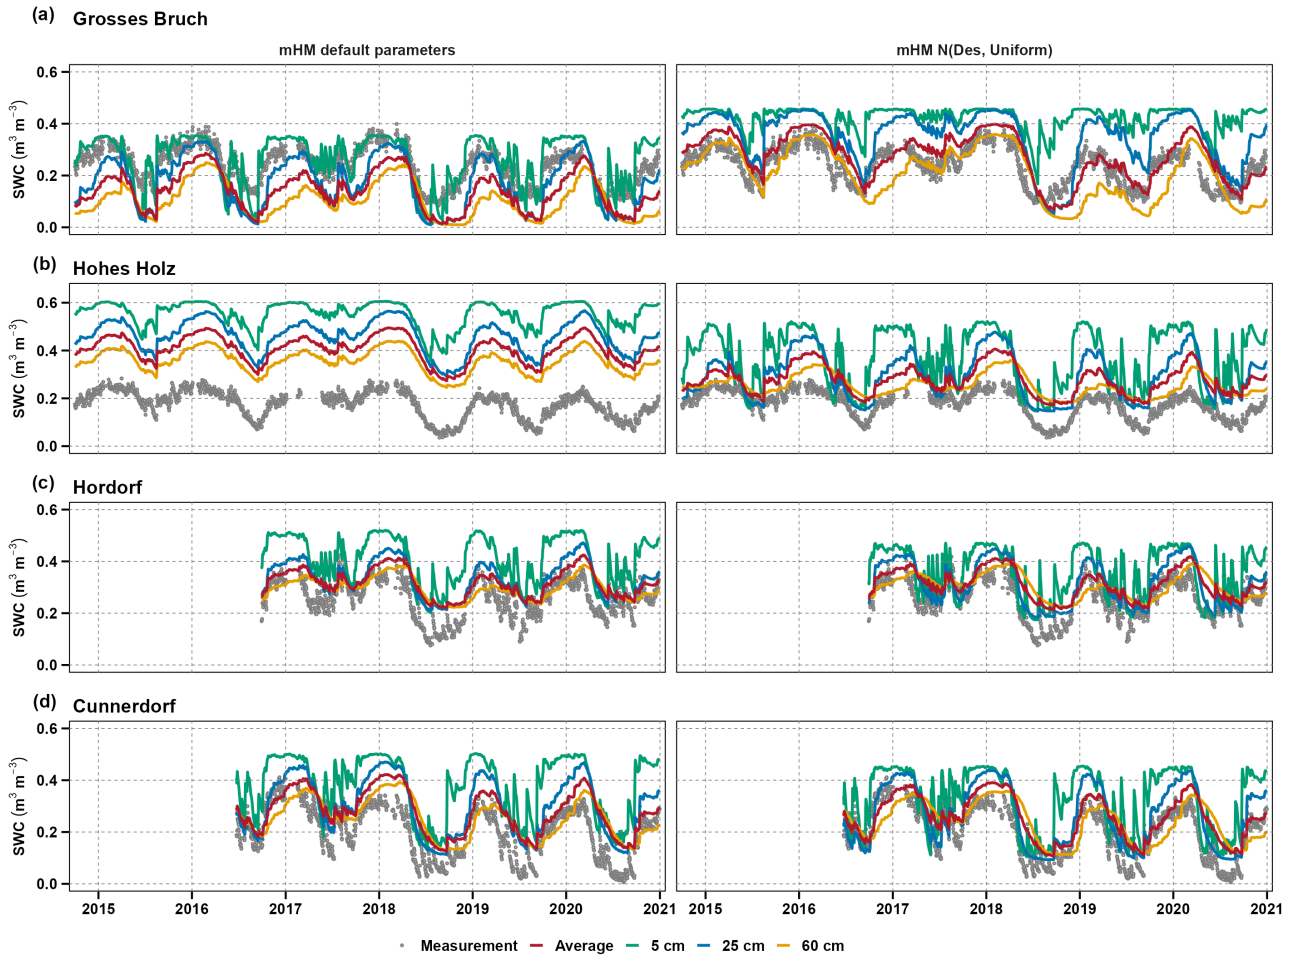 (a) Grosses Bruch
mHM default parameters
mHM N(Des, Uniform)
0.6
0.4
0.2
0.0
SWC (m³ m⁻³)
(b) Hohes Holz
0.6
0.4
0.2
0.0
SWC (m³ m⁻³)
(c) Hordorf
0.6
0.4
0.2
0.0
SWC (m³ m⁻³)
(d) Cunnerdorf
0.6
0.4
0.2
0.0
SWC (m³ m⁻³)
2015 2016 2017 2018 2019 2020 2021 2015 2016 2017 2018 2019 2020 2021
Measurement Average 5 cm 25 cm 60 cm